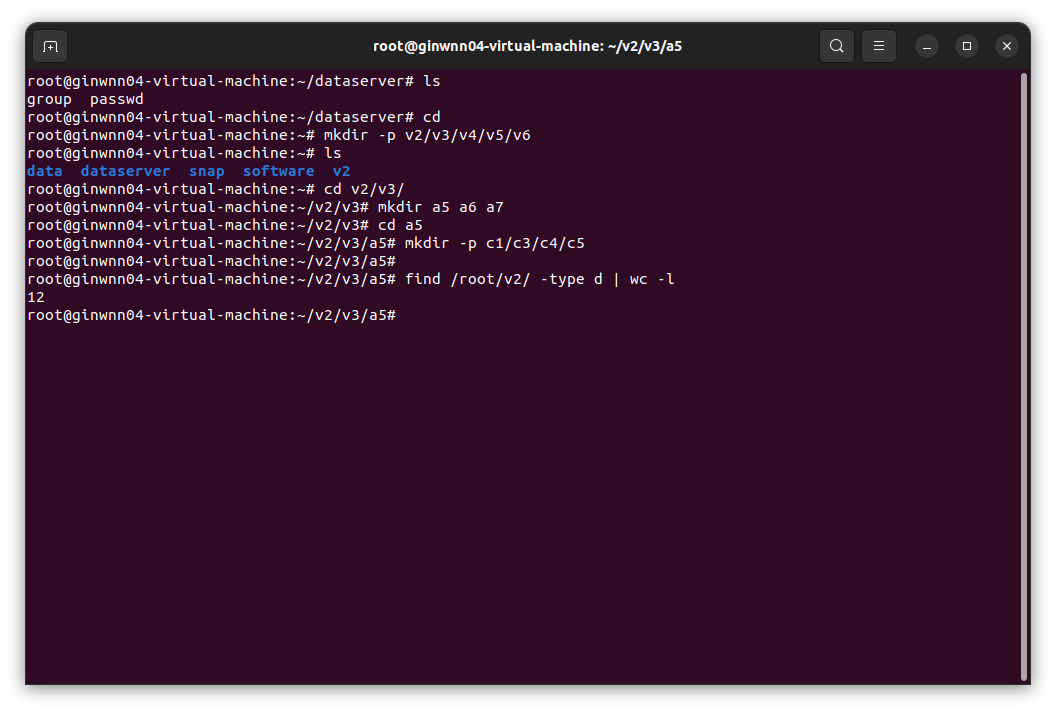 root@ginwnn04-virtual-machine: ~/v2/v3/a5
root@ginwnn04-virtual-machine:~/dataserver# ls
group  passwd
root@ginwnn04-virtual-machine:~/dataserver# cd
root@ginwnn04-virtual-machine:~# mkdir -p v2/v3/v4/v5/v6
root@ginwnn04-virtual-machine:~# ls
data  dataserver  snap  software  v2
root@ginwnn04-virtual-machine:~# cd v2/v3/
root@ginwnn04-virtual-machine:~/v2/v3# mkdir a5 a6 a7
root@ginwnn04-virtual-machine:~/v2/v3# cd a5
root@ginwnn04-virtual-machine:~/v2/v3/a5# mkdir -p c1/c3/c4/c5
root@ginwnn04-virtual-machine:~/v2/v3/a5#
root@ginwnn04-virtual-machine:~/v2/v3/a5# find /root/v2/ -type d | wc -l
12
root@ginwnn04-virtual-machine:~/v2/v3/a5#